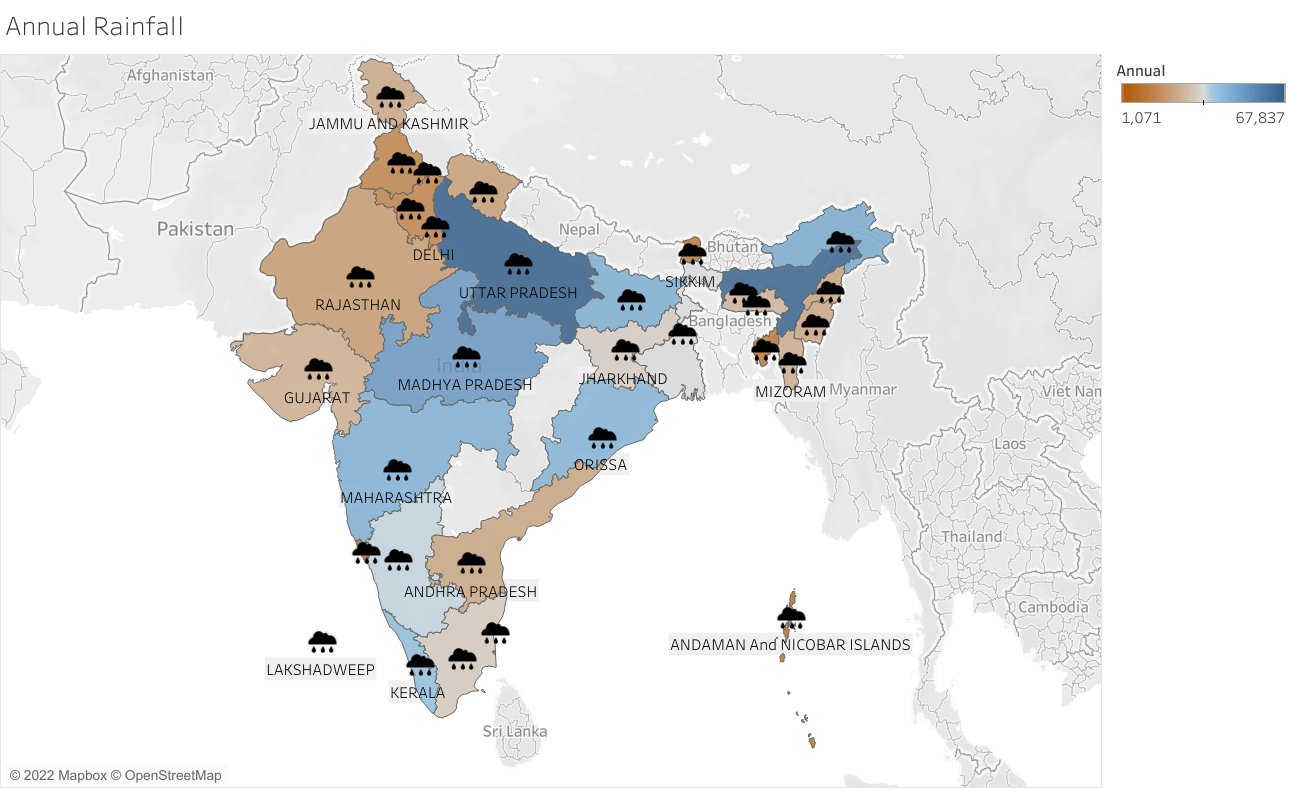 Annual Rainfall
Annual
1,071 67,837
Afghanistan
JAMMU AND KASHMIR
Pakistan
Nepal
Bhutan
DELHI
SIKKIM
UTTAR PRADESH
RAJASTHAN
Bangladesh
India
JHARKHAND
MADHYA PRADESH
MIZORAM
Myanmar
Viet Nam
GUJARAT
Laos
ORISSA
MAHARASHTRA
Thailand
ANDHRA PRADESH
Cambodia
ANDAMAN And NICOBAR ISLANDS
LAKSHADWEEP
KERALA
Sri Lanka
© 2022 Mapbox © OpenStreetMap